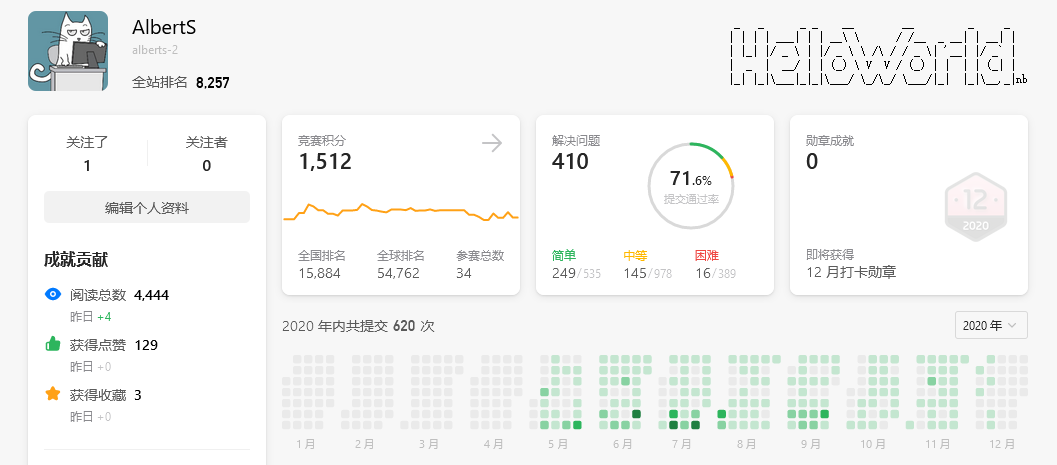 AlbertS
alberts-2
全站排名 8,257
Helloworld
nb
关注了 关注者
1 0
编辑个人资料
成就贡献
阅读总数 4,444
昨日 +4
获得点赞 129
昨日 +0
获得收藏 3
昨日 +0
竞赛积分
1,512
全国排名 全球排名 参赛总数
15,884 54,762 34
解决问题
410
71.6%
提交通过率
简单 中等 困难
249/535 145/978 16/389
勋章成就
0
12
2020
即将获得
12 月打卡勋章
2020 年内共提交 620 次
2020 年
1 月 2 月 3 月 4 月 5 月 6 月 7 月 8 月 9 月 10 月 11 月 12 月